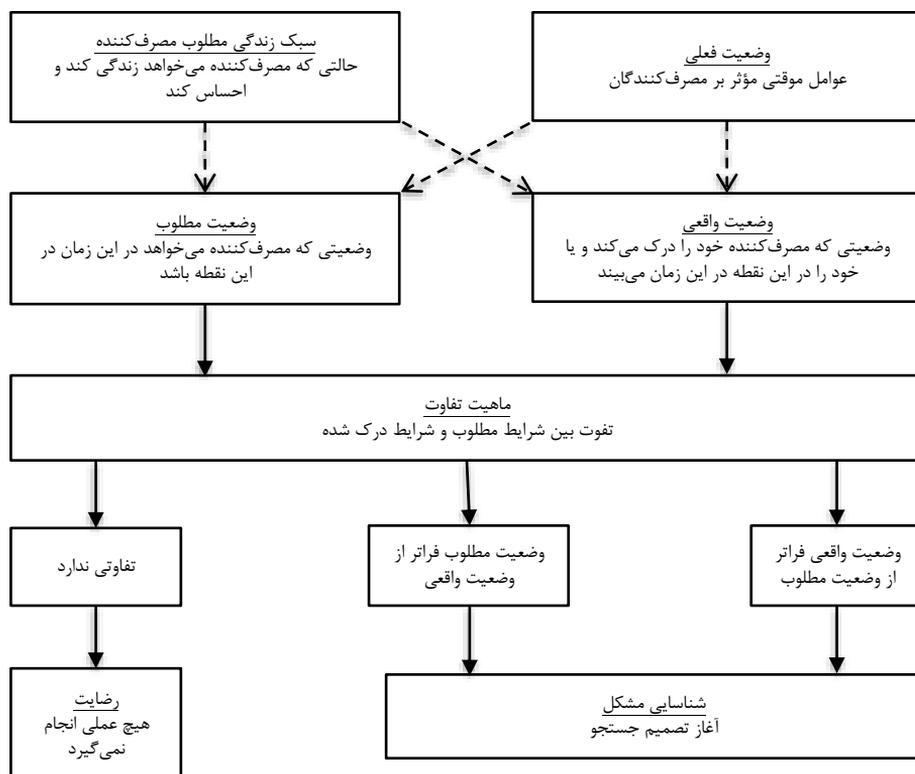 وضعیت فعلی
عوامل موقتی مؤثر بر مصرف‌کنندگان
سبک زندگی مطلوب مصرف‌کننده
حالتی که مصرف‌کننده می‌خواهد زندگی کند و
احساس کند
وضعیت واقعی
وضعیتی که مصرف‌کننده خود را درک می‌کند و یا
خود را در این نقطه در این زمان می‌بیند
وضعیت مطلوب
وضعیتی که مصرف‌کننده می‌خواهد در این زمان در
این نقطه باشد
ماهیت تفاوت
تفوت بین شرایط مطلوب و شرایط درک شده
وضعیت واقعی فراتر
از وضعیت مطلوب
وضعیت مطلوب فراتر از
وضعیت واقعی
تفاوتی ندارد
شناسایی مشکل
آغاز تصمیم جستجو
رضایت
هیچ عملی انجام
نمی‌گیرد